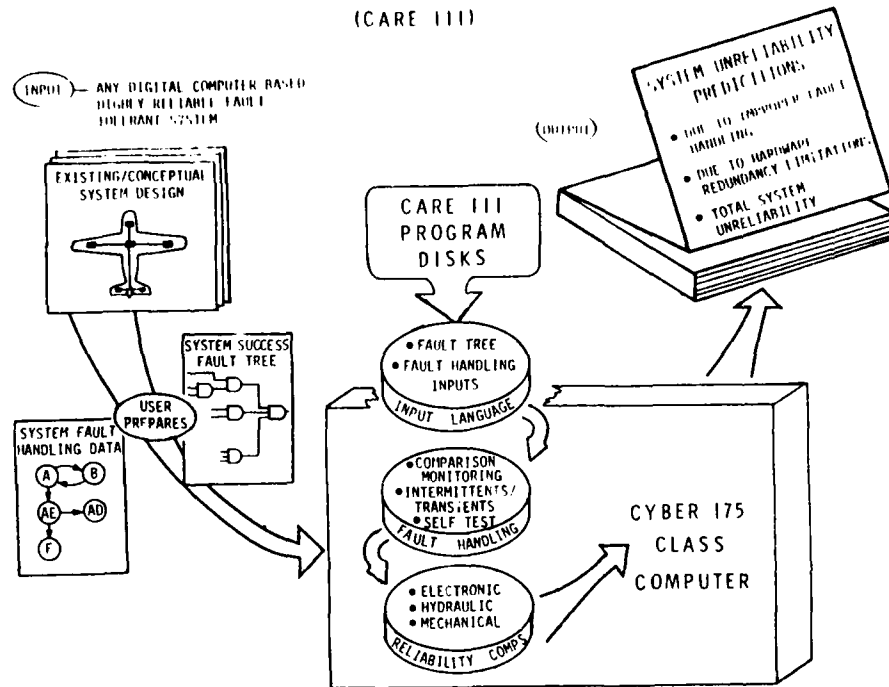 (CARE III)
INPUT
ANY DIGITAL COMPUTER BASED
HIGHLY RELIABLE FAULT
TOLERANT SYSTEM
EXISTING/CONCEPTUAL
SYSTEM DESIGN
SYSTEM SUCCESS
FAULT TREE
USER
PREPARES
SYSTEM FAULT
HANDLING DATA
A
B
AE
AD
F
CARE III
PROGRAM
DISKS
• FAULT TREE
• FAULT HANDLING
INPUTS
INPUT LANGUAGE
• COMPARISON
MONITORING
• INTERMITTENTS/
TRANSIENTS
• SELF TEST
FAULT HANDLING
• ELECTRONIC
• HYDRAULIC
• MECHANICAL
RELIABILITY COMPS
CYBER 175
CLASS
COMPUTER
(OUTPUT)
SYSTEM UNRELIABILITY
PREDICTIONS
• DUE TO IMPROPER FAULT
HANDLING
• DUE TO HARDWARE
REDUNDANCY LIMITATIONS
• TOTAL SYSTEM
UNRELIABILITY